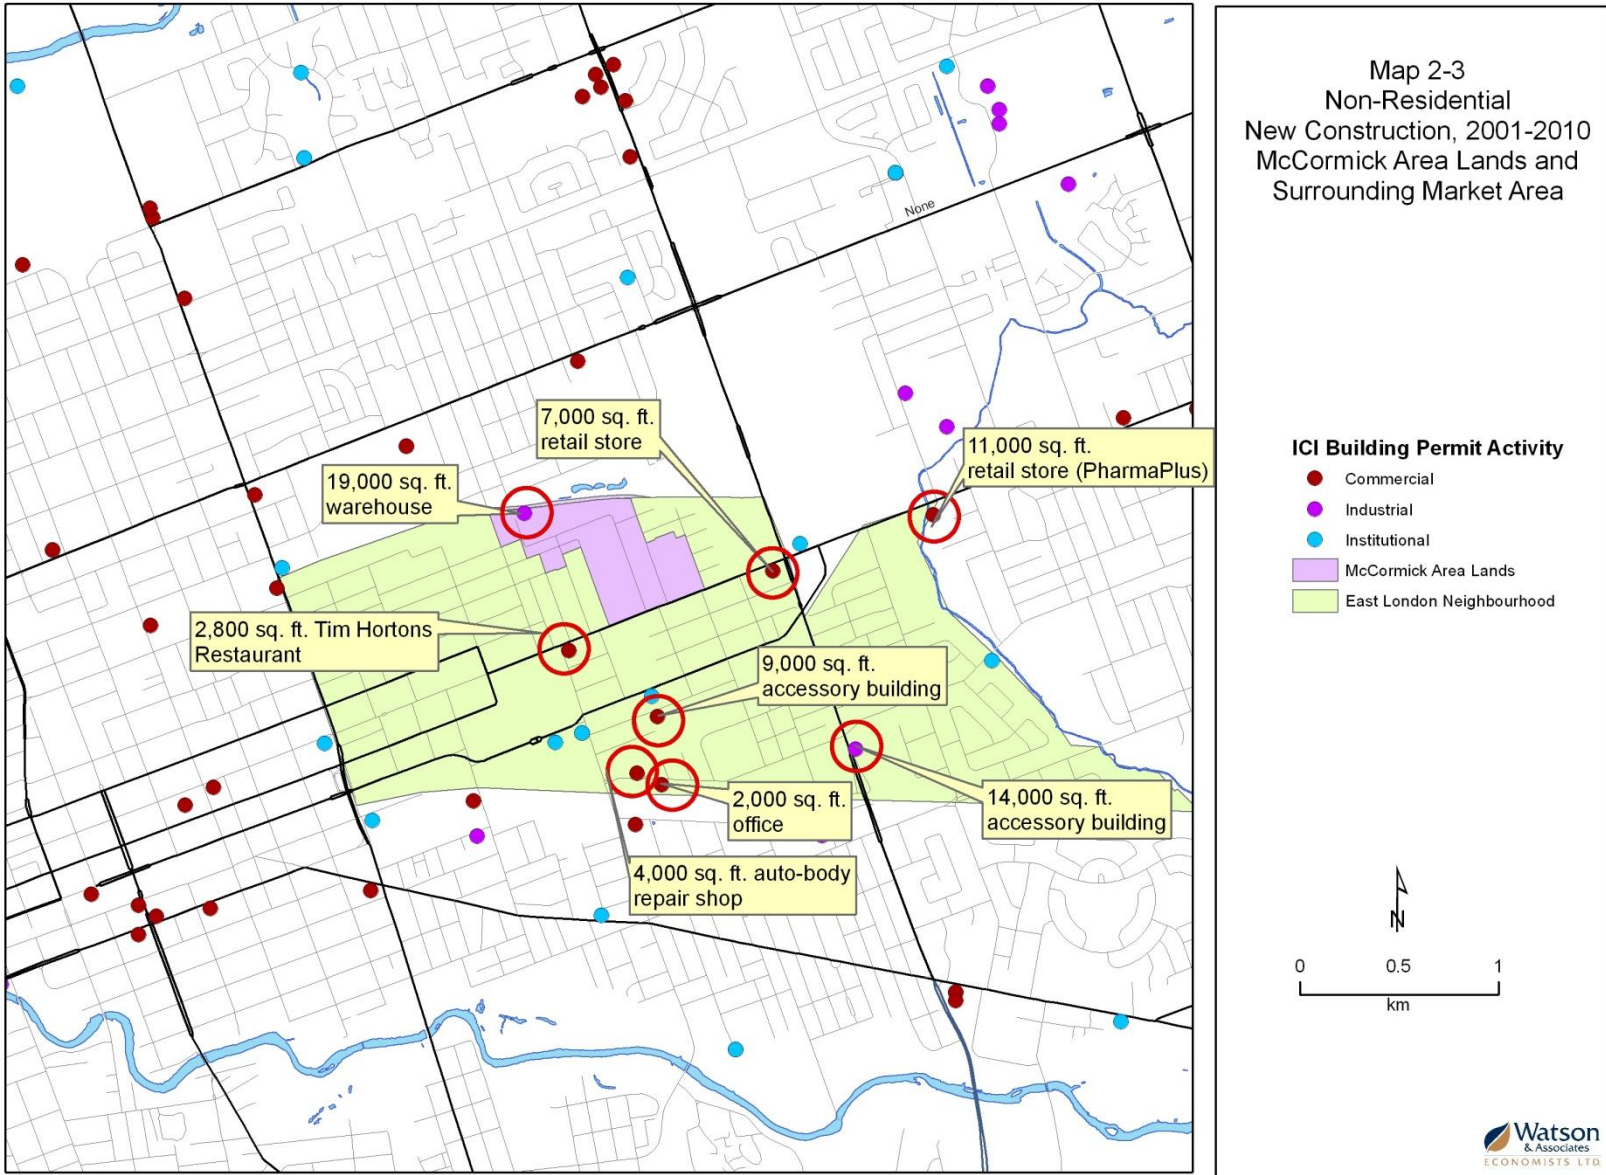 Map 2-3
Non-Residential
New Construction, 2001-2010
McCormick Area Lands and
Surrounding Market Area
None
7,000 sq. ft.
retail store
11,000 sq. ft.
retail store (PharmaPlus)
19,000 sq. ft.
warehouse
2,800 sq. ft. Tim Hortons
Restaurant
9,000 sq. ft.
accessory building
2,000 sq. ft.
office
14,000 sq. ft.
accessory building
4,000 sq. ft. auto-body
repair shop
ICI Building Permit Activity
Commercial
Industrial
Institutional
McCormick Area Lands
East London Neighbourhood
N
0 0.5 1
km
Watson
& Associates
ECONOMISTS LTD.